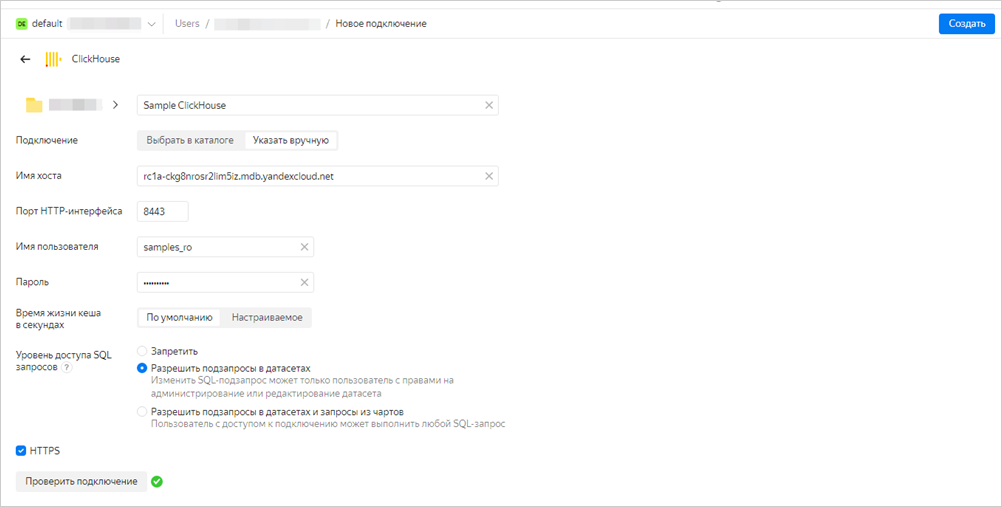 DE default Users / / Новое подключение Создать
ClickHouse
Sample ClickHouse
Подключение Выбрать в каталоге Указать вручную
Имя хоста rc1a-ckg8nrosr2lim5iz.mdb.yandexcloud.net
Порт HTTP-интерфейса 8443
Имя пользователя samples_ro
Пароль ••••••••••
Время жизни кеша
в секундах
По умолчанию Настраиваемое
Уровень доступа SQL
запросов ?
Запретить
Разрешить подзапросы в датасетах
Изменить SQL-подзапрос может только пользователь с правами на
администрирование или редактирование датасета
Разрешить подзапросы в датасетах и запросы из чартов
Пользователь с доступом к подключению может выполнить любой SQL-запрос
HTTPS
Проверить подключение